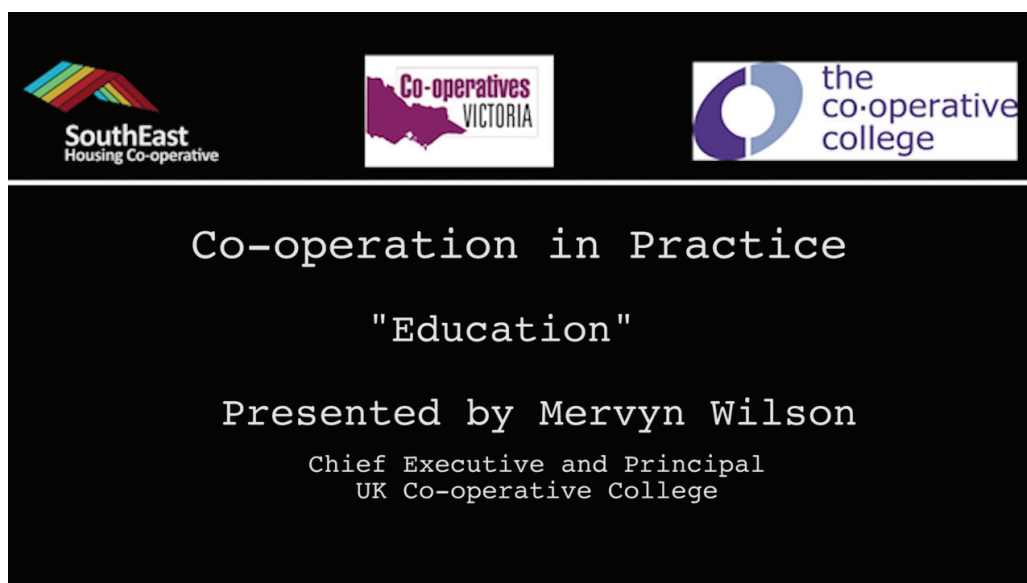 SouthEast
Housing Co-operative
Co-operatives
VICTORIA
the
co·operative
college
Co-operation in Practice
"Education"
Presented by Mervyn Wilson
Chief Executive and Principal
UK Co-operative College